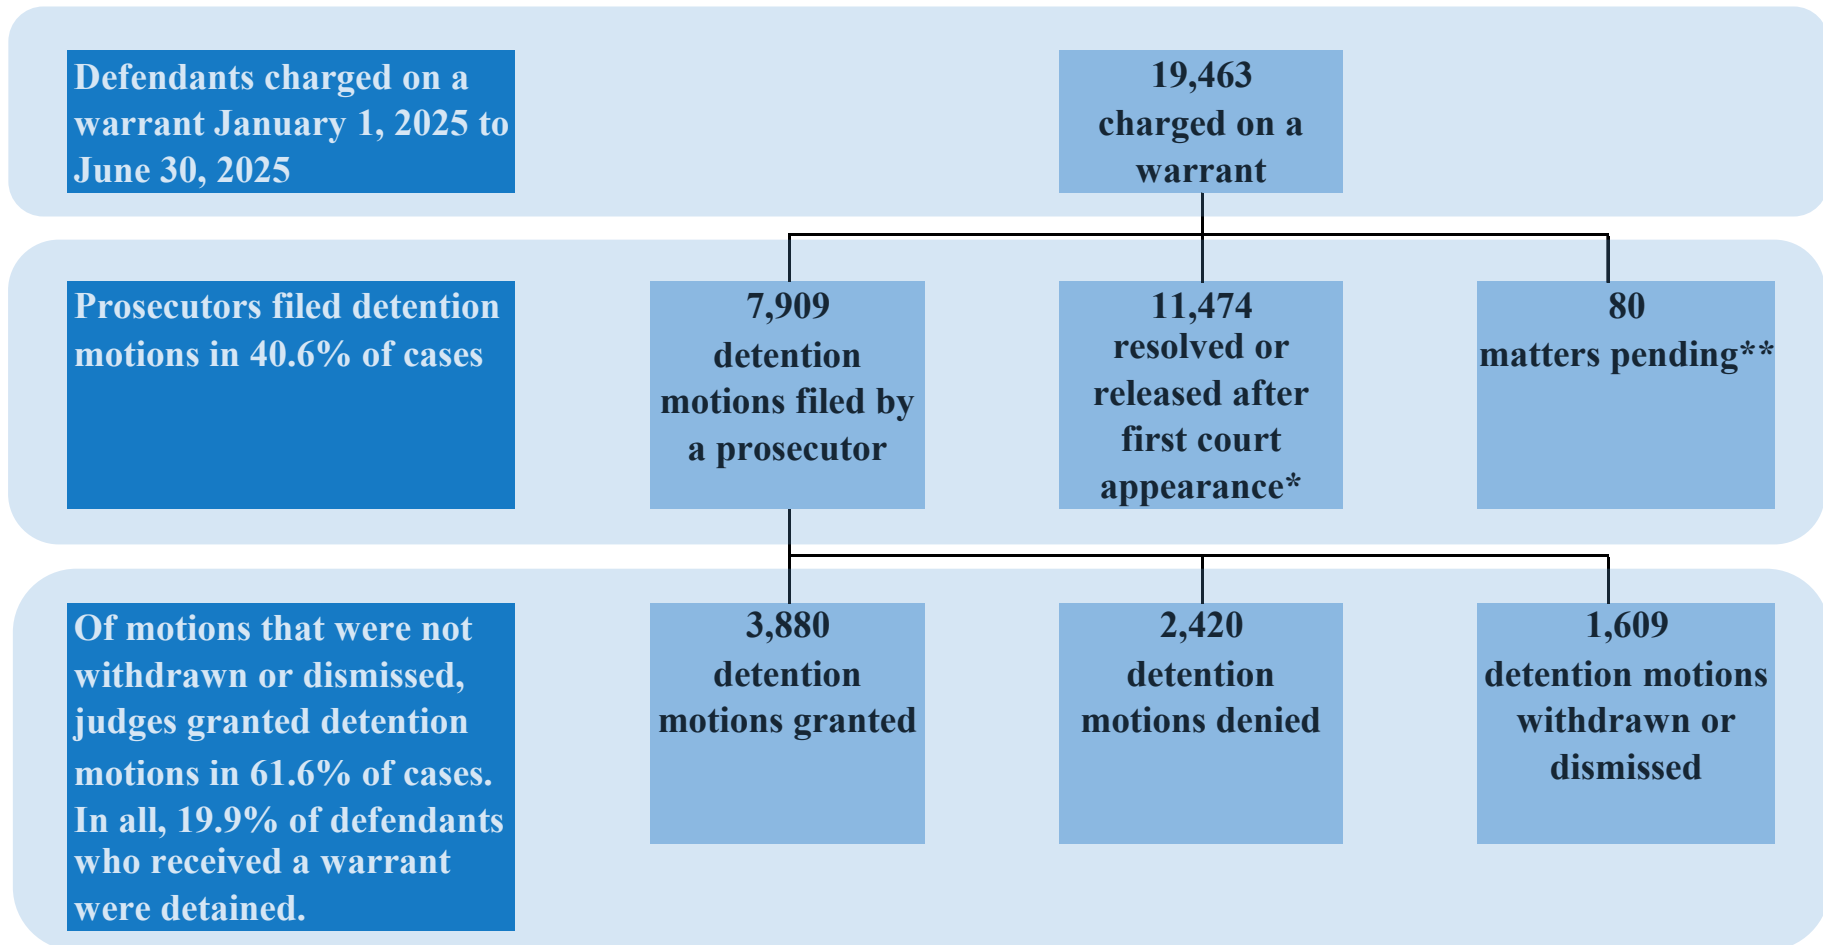 Defendants charged on a
warrant January 1, 2025 to
June 30, 2025
19,463
charged on a
warrant
Prosecutors filed detention
motions in 40.6% of cases
7,909
detention
motions filed by
a prosecutor
11,474
resolved or
released after
first court
appearance*
80
matters pending**
Of motions that were not
withdrawn or dismissed,
judges granted detention
motions in 61.6% of cases.
In all, 19.9% of defendants
who received a warrant
were detained.
3,880
detention
motions granted
2,420
detention
motions denied
1,609
detention motions
withdrawn or
dismissed